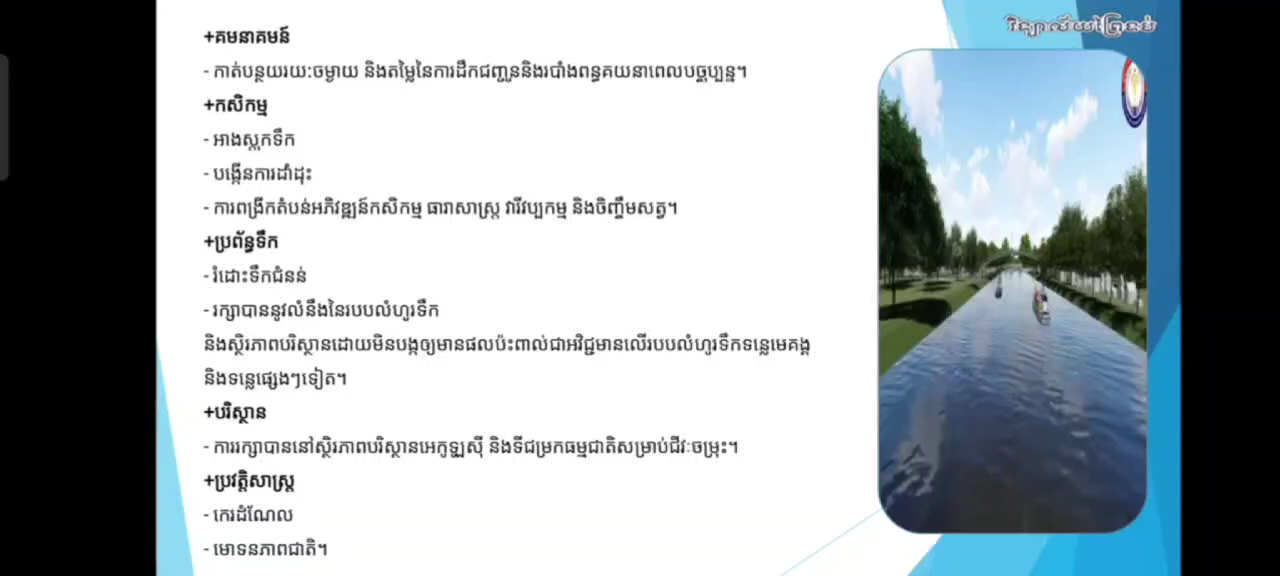 +គមនាគមន៍
- កាត់បន្ថយរយៈចម្ងាយ និងតម្លៃនៃការដឹកជញ្ជូននិងរបាំងពន្ធគយនាពេលបច្ចុប្បន្ន។
+កសិកម្ម
- អាងស្តុកទឹក
- បង្កើនការដាំដុះ
- ការពង្រីកតំបន់អភិវឌ្ឍន៍កសិកម្ម ធារាសាស្ត្រ វារីវប្បកម្ម និងចិញ្ចឹមសត្វ។
+ប្រព័ន្ធទឹក
- រំដោះទឹកជំនន់
- រក្សាបាននូវលំនឹងនៃរបបលំហូរទឹក
និងស្ថិរភាពបរិស្ថានដោយមិនបង្កឲ្យមានផលប៉ះពាល់ជាអវិជ្ជមានលើរបបលំហូរទឹកទន្លេមេគង្គ
និងទន្លេផ្សេងៗទៀត។
+បរិស្ថាន
- ការរក្សាបាននៅស្ថិរភាពបរិស្ថានអេកូឡូស៊ី និងទីជម្រកធម្មជាតិសម្រាប់ជីវៈចម្រុះ។
+ប្រវត្តិសាស្ត្រ
- កេរដំណែល
- មោទនភាពជាតិ។